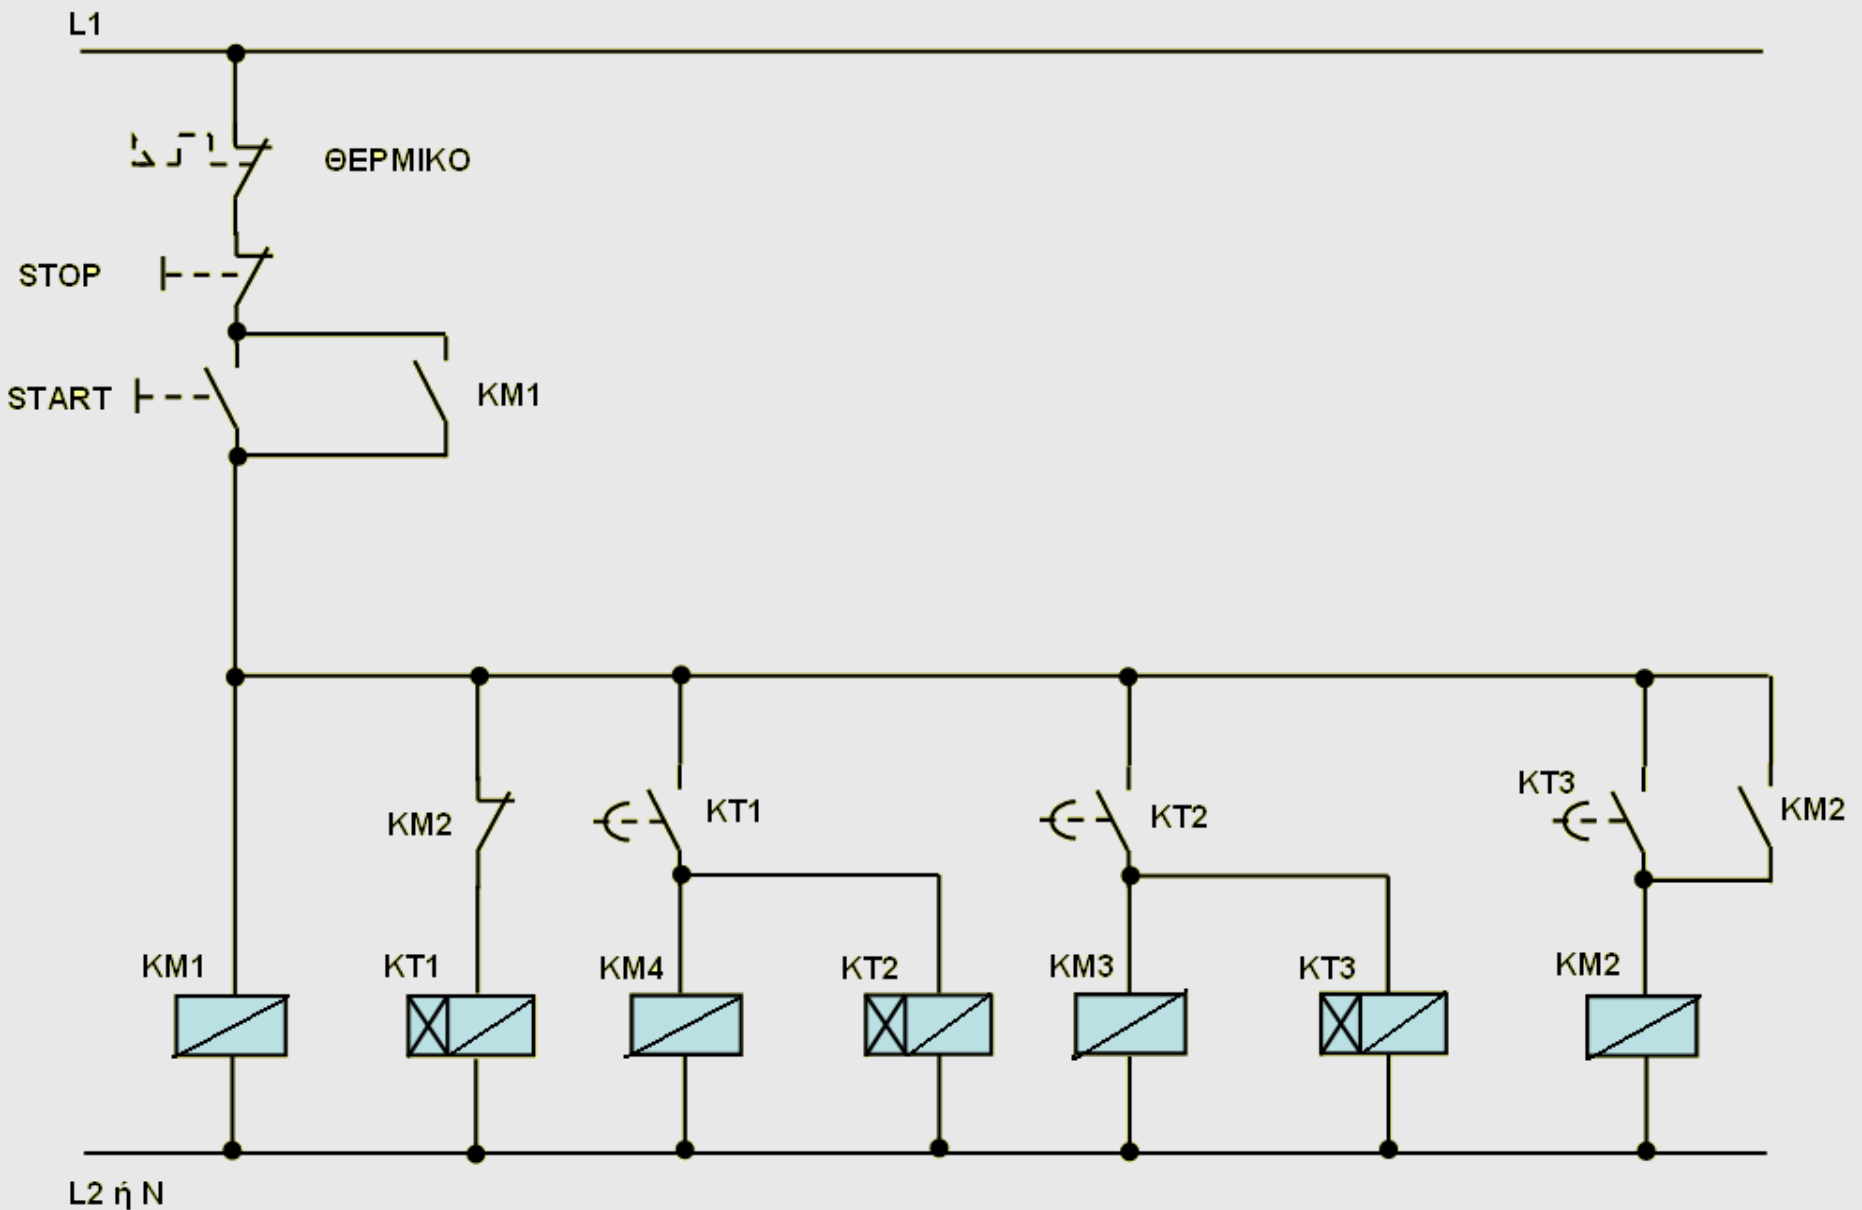 L1
ΘΕΡΜΙΚΟ
STOP
START
KM1
KM2
KT1
KT2
KT3
KM2
KM1
KT1
KM4
KT2
KM3
KT3
KM2
L2 ή N